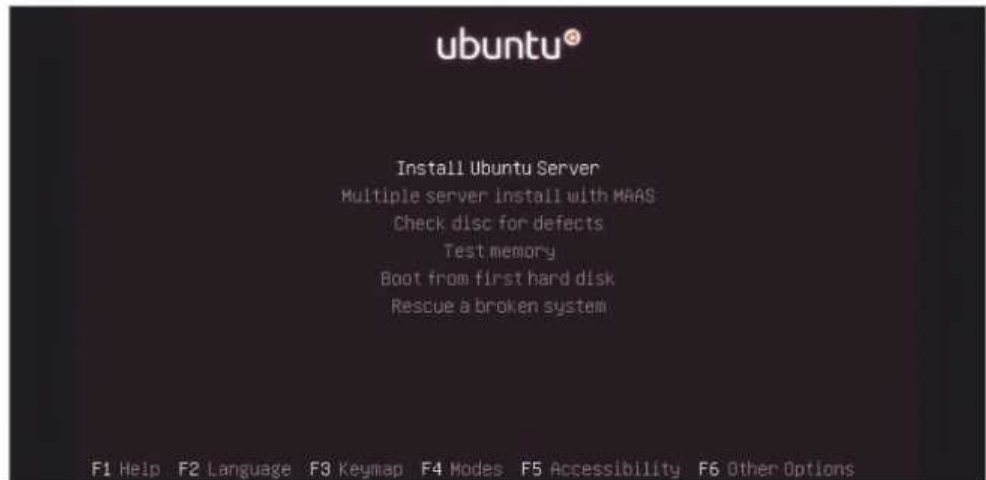 ubuntu
Install Ubuntu Server
Multiple server install with MAAS
Check disc for defects
Test memory
Boot from first hard disk
Rescue a broken system
F1 Help F2 Language F3 Keymap F4 Modes F5 Accessibility F6 Other Options